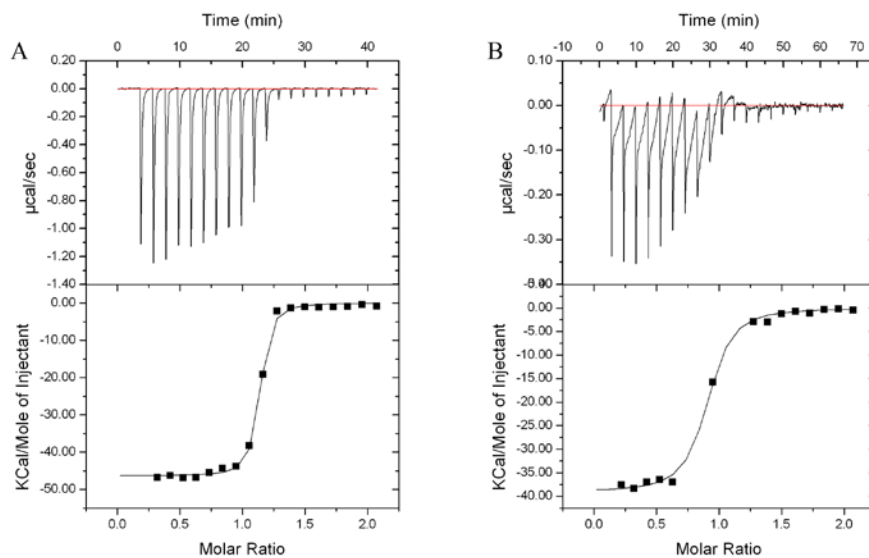 A
Time (min)
0 10 20 30 40
0.20
0.00
-0.20
-0.40
-0.60
-0.80
-1.00
-1.20
-1.40
µcal/sec
0.00
-10.00
-20.00
-30.00
-40.00
-50.00
KCal/Mole of Injectant
0.0 0.5 1.0 1.5 2.0
Molar Ratio
B
Time (min)
-10 0 10 20 30 40 50 60 70
0.10
0.00
-0.10
-0.20
-0.30
µcal/sec
0.00
-5.00
-10.00
-15.00
-20.00
-25.00
-30.00
-35.00
-40.00
KCal/Mole of Injectant
0.0 0.5 1.0 1.5 2.0
Molar Ratio